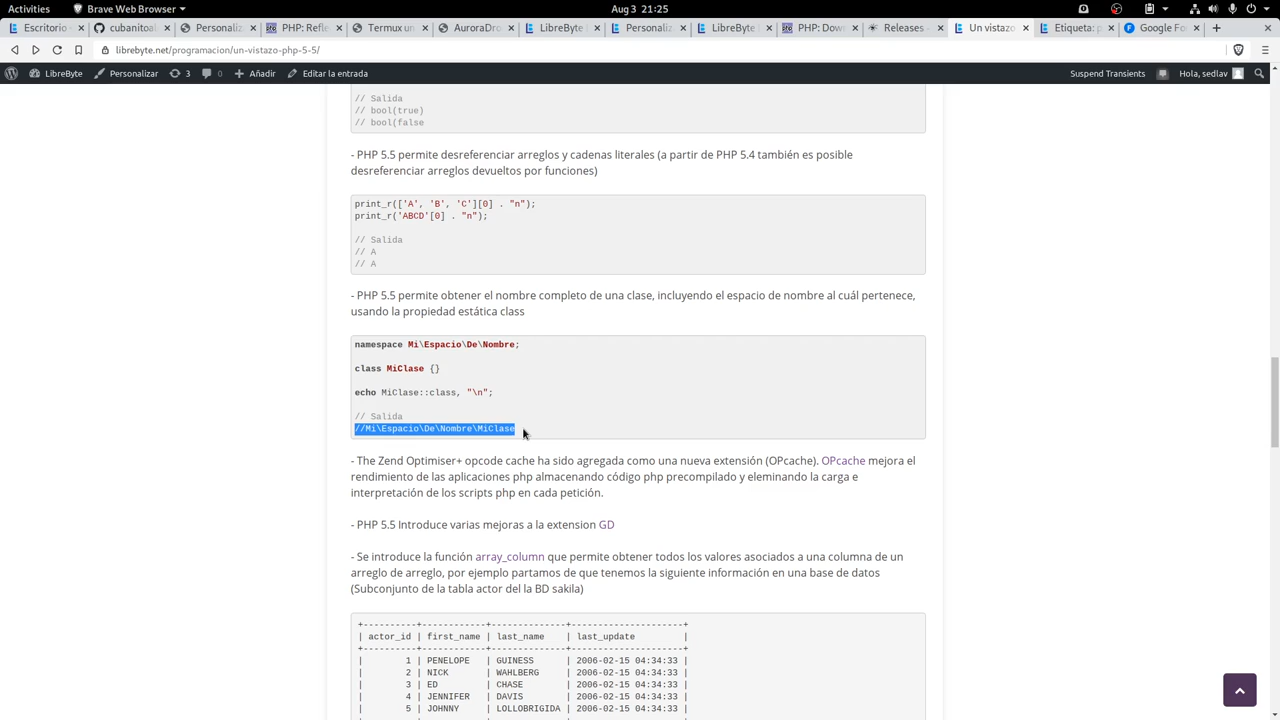 Activities
Brave Web Browser
Aug 3 21:25
Escritorio
cubanitoal
Personaliz
PHP: Refle
Termux un
AuroraDro
LibreByte
Personaliz
LibreByte
PHP: Down
Releases
Un vistazo
Etiqueta: p
Google Fo
librebyte.net/programacion/un-vistazo-php-5-5/
LibreByte
Personalizar
3
0
Añadir
Editar la entrada
Suspend Transients
Hola, sedlav
// Salida
// bool(true)
// bool(false
- PHP 5.5 permite desreferenciar arreglos y cadenas literales (a partir de PHP 5.4 también es posible
desreferenciar arreglos devueltos por funciones)
print_r(['A', 'B', 'C'][0] . "n");
print_r('ABCD'[0] . "n");
// Salida
// A
// A
- PHP 5.5 permite obtener el nombre completo de una clase, incluyendo el espacio de nombre al cuál pertenece,
usando la propiedad estática class
namespace Mi\Espacio\De\Nombre;
class MiClase {}
echo MiClase::class, "\n";
// Salida
//Mi\Espacio\De\Nombre\MiClase
- The Zend Optimiser+ opcode cache ha sido agregada como una nueva extensión (OPcache). OPcache mejora el
rendimiento de las aplicaciones php almacenando código php precompilado y eleminando la carga e
interpretación de los scripts php en cada petición.
- PHP 5.5 Introduce varias mejoras a la extension GD
- Se introduce la función array_column que permite obtener todos los valores asociados a una columna de un
arreglo de arreglo, por ejemplo partamos de que tenemos la siguiente información en una base de datos
(Subconjunto de la tabla actor del la BD sakila)
+----------+------------+--------------+---------------------+
| actor_id | first_name | last_name | last_update |
+----------+------------+--------------+---------------------+
| 1 | PENELOPE | GUINESS | 2006-02-15 04:34:33 |
| 2 | NICK | WAHLBERG | 2006-02-15 04:34:33 |
| 3 | ED | CHASE | 2006-02-15 04:34:33 |
| 4 | JENNIFER | DAVIS | 2006-02-15 04:34:33 |
| 5 | JOHNNY | LOLLOBRIGIDA | 2006-02-15 04:34:33 |